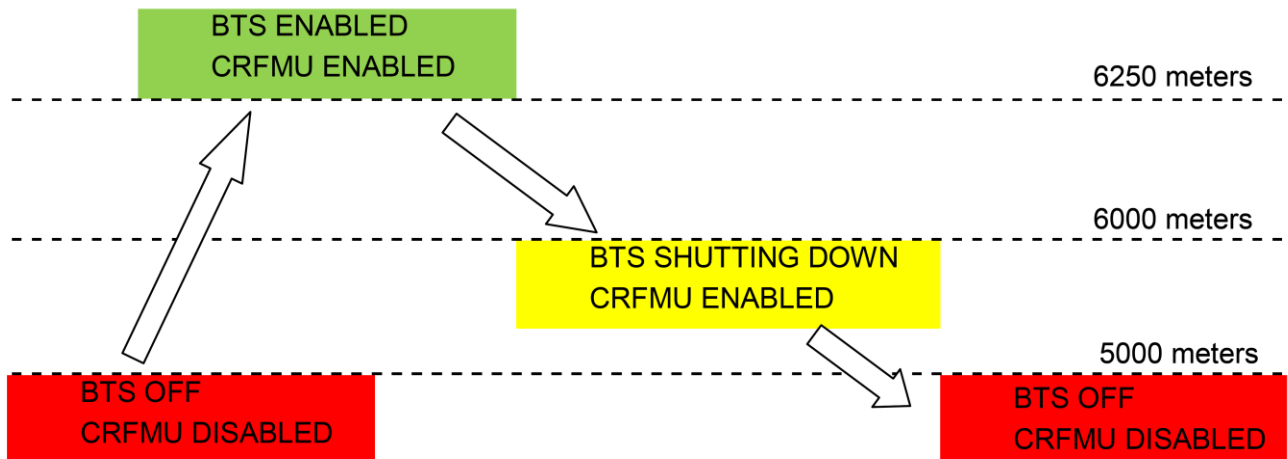 BTS ENABLED
CRFMU ENABLED
6250 meters
6000 meters
BTS SHUTTING DOWN
CRFMU ENABLED
5000 meters
BTS OFF
CRFMU DISABLED
BTS OFF
CRFMU DISABLED